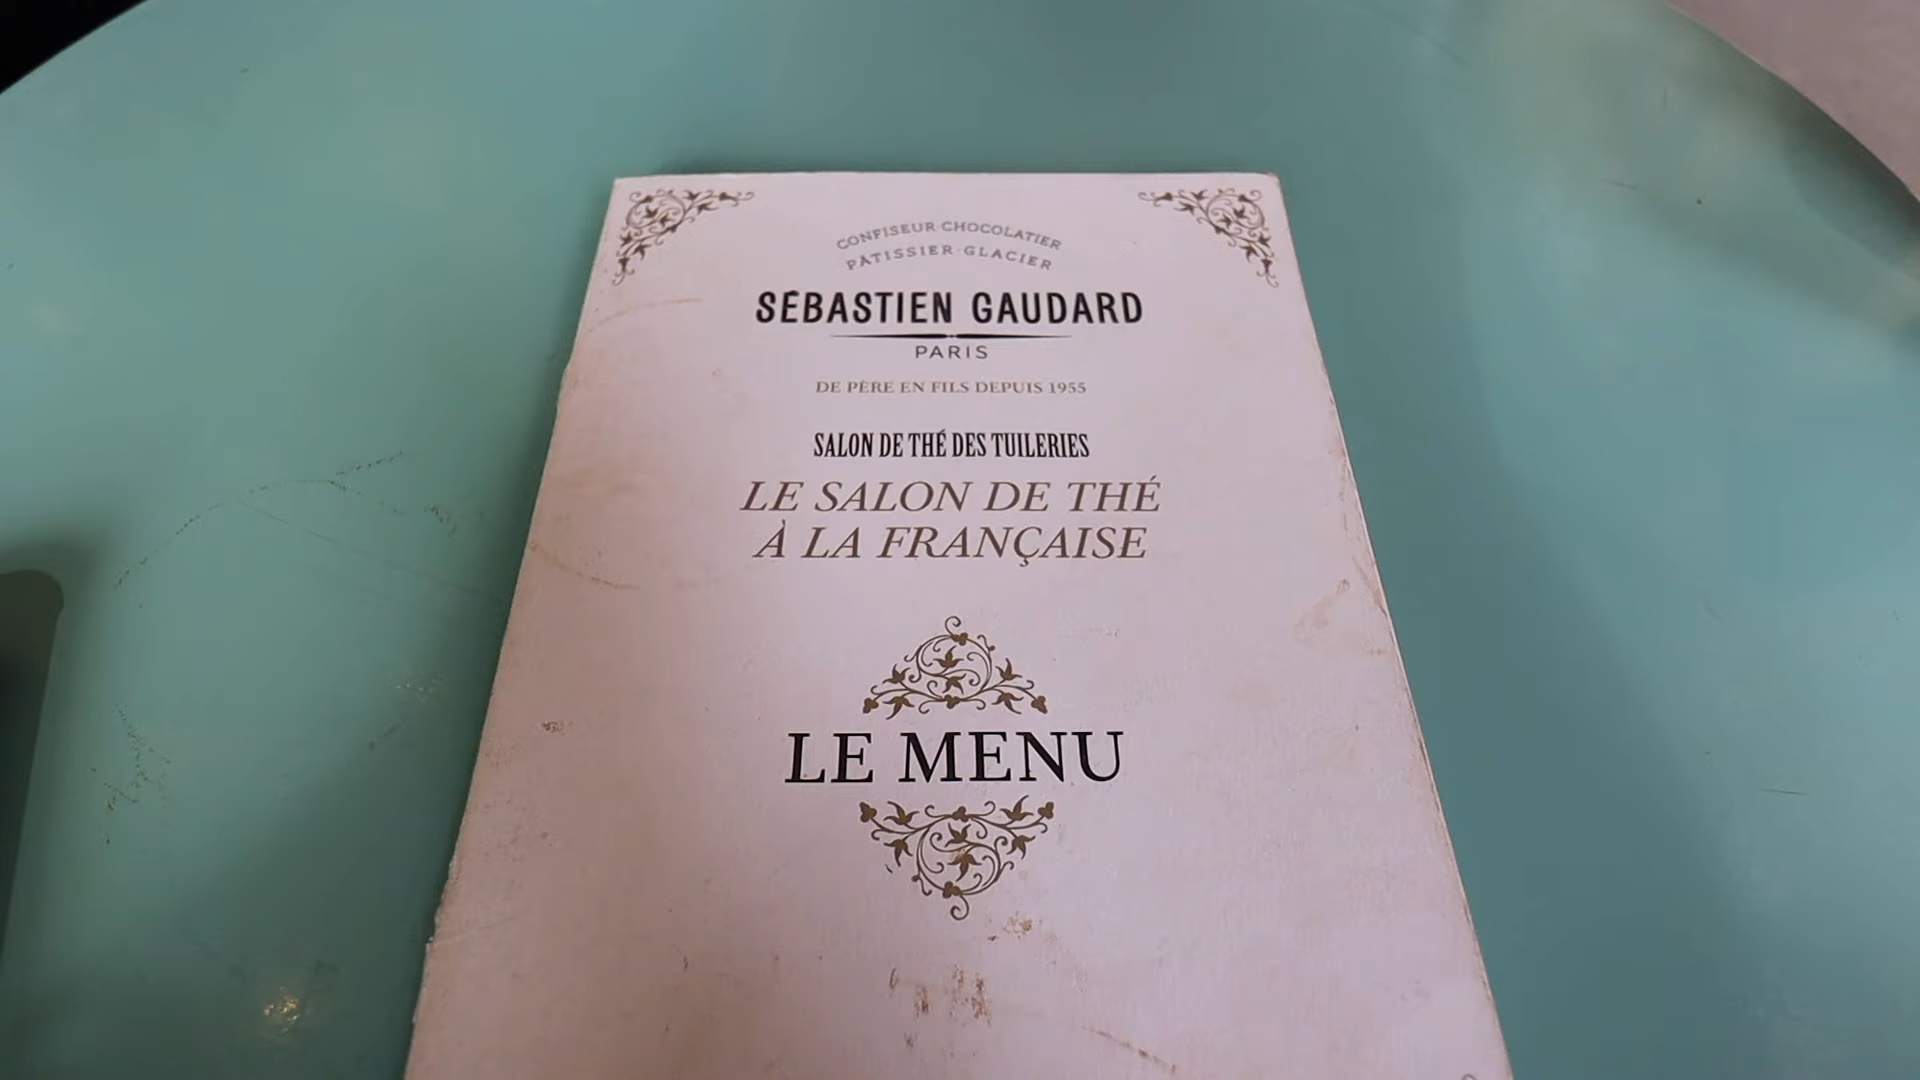 CONFISEUR·CHOCOLATIER
PÂTISSIER·GLACIER
SÉBASTIEN GAUDARD
PARIS
DE PÈRE EN FILS DEPUIS 1955
SALON DE THÉ DES TUILERIES
LE SALON DE THÉ
À LA FRANÇAISE
LE MENU